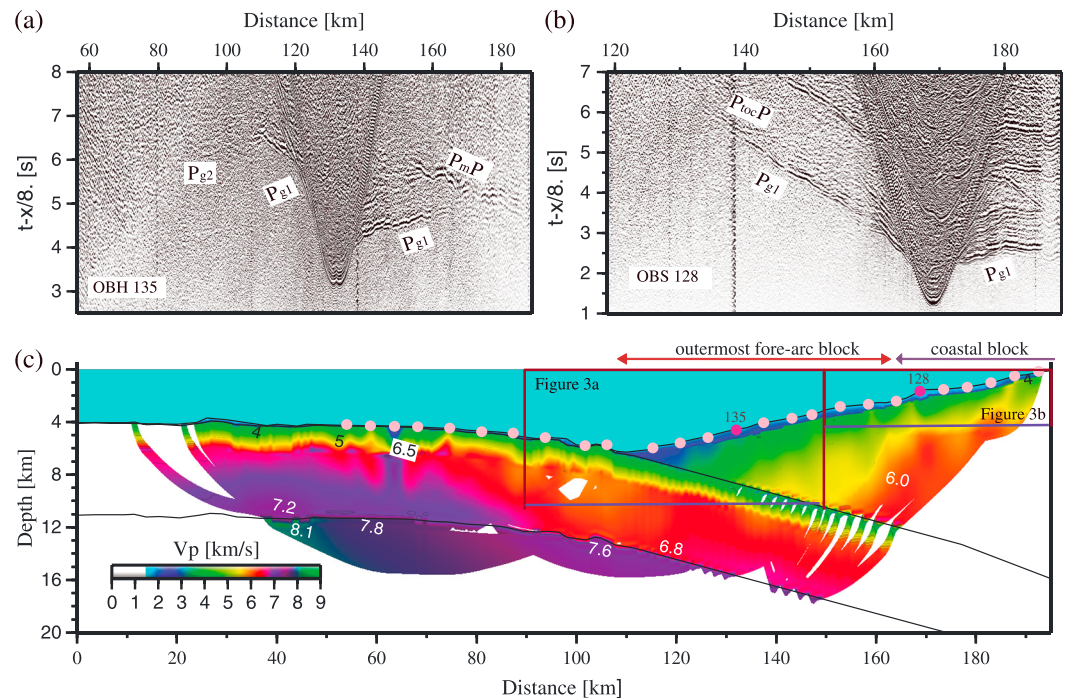 (a) Distance [km] (b) Distance [km]
60 80 100 120 140 160 180 120 140 160 180
t-x/8. [s]
8
7
6
5
4
3
Pg2
Pg1
PmP
Pg1
OBH 135
t-x/8. [s]
7
6
5
4
3
2
1
PtocP
Pg1
Pg1
OBS 128
(c) outermost fore-arc block coastal block
Depth [km]
0
4
8
12
16
20
Figure 3a
Figure 3b
135
128
4
4
5
6.5
6.0
7.2
7.8
8.1
7.6
6.8
Vp [km/s]
0 1 2 3 4 5 6 7 8 9
0 20 40 60 80 100 120 140 160 180
Distance [km]